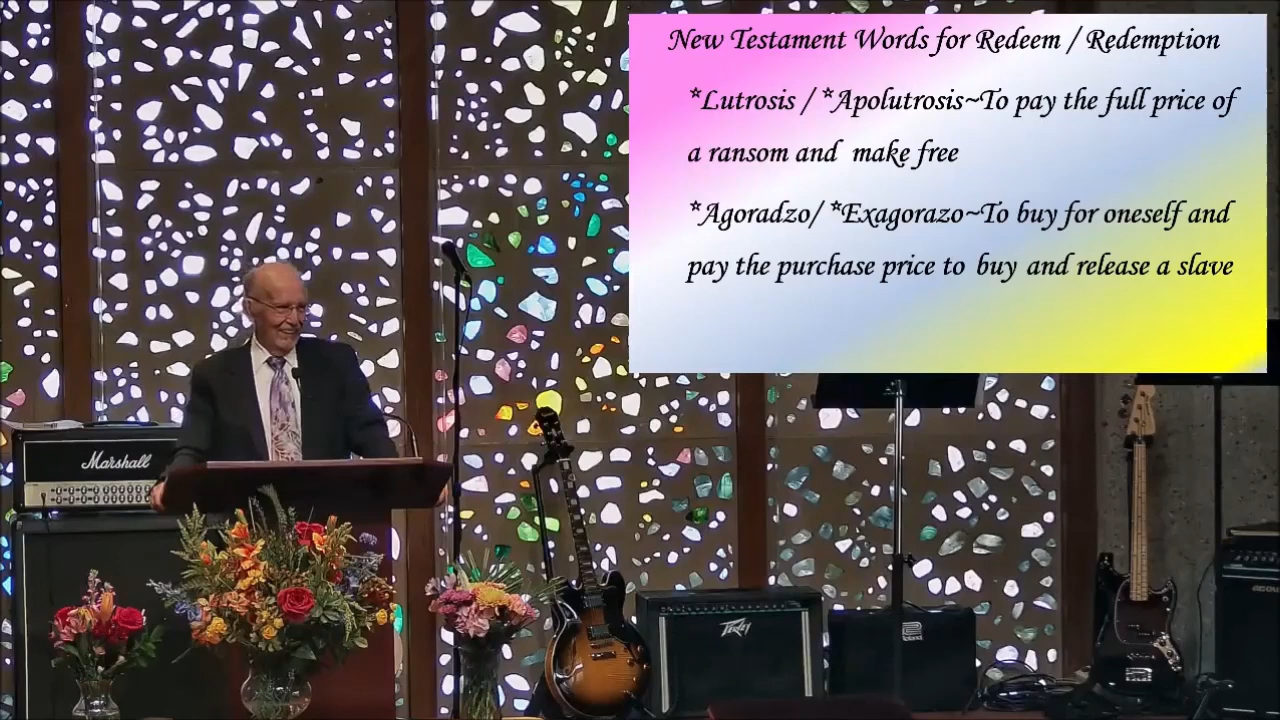 New Testament Words for Redeem / Redemption
*Lutrosis / *Apolutrosis~To pay the full price of
a ransom and make free
*Agoradzo/ *Exagorazo~To buy for oneself and
pay the purchase price to buy and release a slave
Marshall
PEAVEY
Roland